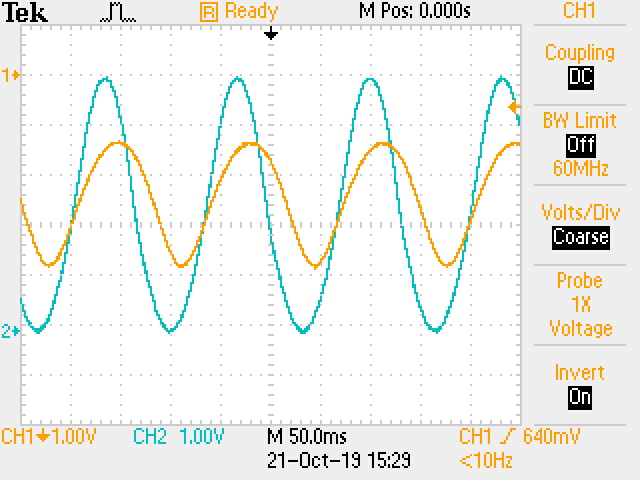 Tek R Ready M Pos: 0.000s CH1
Coupling
DC
BW Limit
Off
60MHz
Volts/Div
Coarse
Probe
1X
Voltage
Invert
On
1
2
CH1 1.00V CH2 1.00V M 50.0ms CH1 640mV
21-Oct-19 15:29 <10Hz